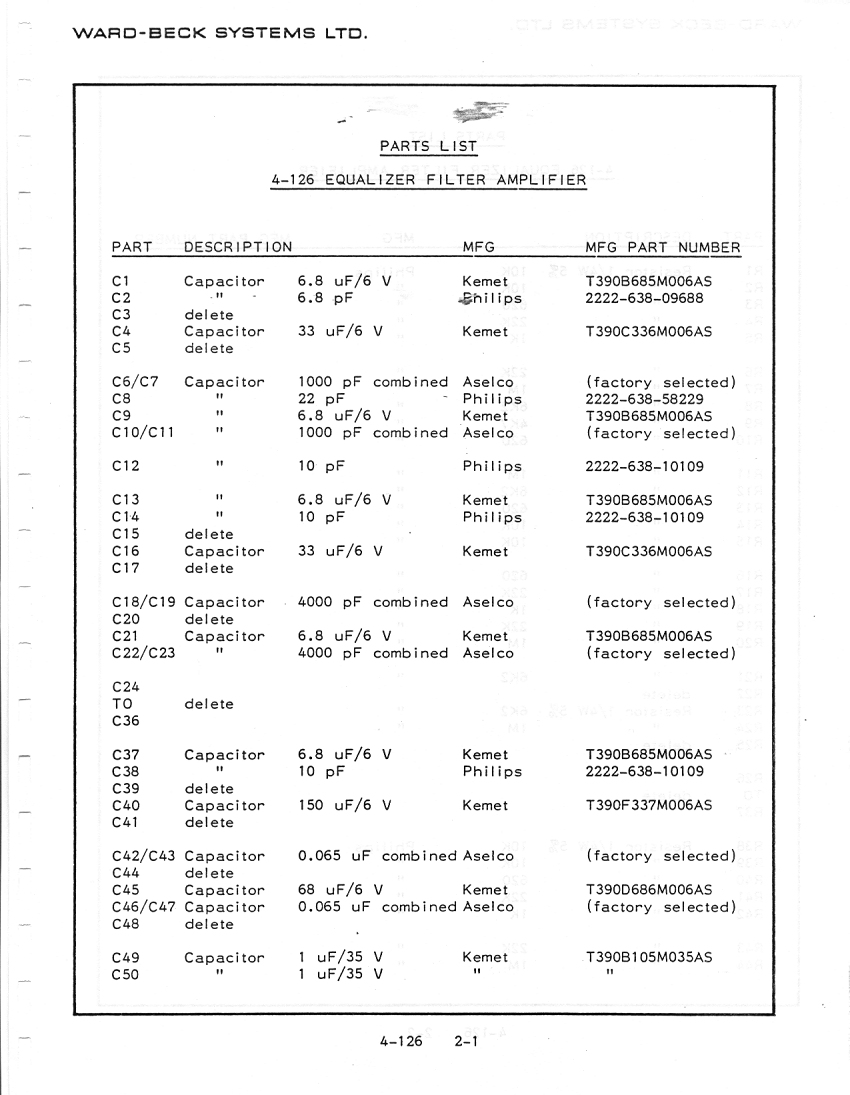 WARD-BECK SYSTEMS LTD.
PARTS LIST
4-126 EQUALIZER FILTER AMPLIFIER
PART DESCRIPTION MFG MFG PART NUMBER
C1 Capacitor 6.8 uF/6 V Kemet T390B685M006AS
C2 " 6.8 pF Philips 2222-638-09688
C3 delete
C4 Capacitor 33 uF/6 V Kemet T390C336M006AS
C5 delete
C6/C7 Capacitor 1000 pF combined Aselco (factory selected)
C8 " 22 pF Philips 2222-638-58229
C9 " 6.8 uF/6 V Kemet T390B685M006AS
C10/C11 " 1000 pF combined Aselco (factory selected)
C12 " 10 pF Philips 2222-638-10109
C13 " 6.8 uF/6 V Kemet T390B685M006AS
C14 " 10 pF Philips 2222-638-10109
C15 delete
C16 Capacitor 33 uF/6 V Kemet T390C336M006AS
C17 delete
C18/C19 Capacitor 4000 pF combined Aselco (factory selected)
C20 delete
C21 Capacitor 6.8 uF/6 V Kemet T390B685M006AS
C22/C23 " 4000 pF combined Aselco (factory selected)
C24
TO delete
C36
C37 Capacitor 6.8 uF/6 V Kemet T390B685M006AS
C38 " 10 pF Philips 2222-638-10109
C39 delete
C40 Capacitor 150 uF/6 V Kemet T390F337M006AS
C41 delete
C42/C43 Capacitor 0.065 uF combined Aselco (factory selected)
C44 delete
C45 Capacitor 68 uF/6 V Kemet T390D686M006AS
C46/C47 Capacitor 0.065 uF combined Aselco (factory selected)
C48 delete
C49 Capacitor 1 uF/35 V Kemet T390B105M035AS
C50 " 1 uF/35 V " "
4-126 2-1